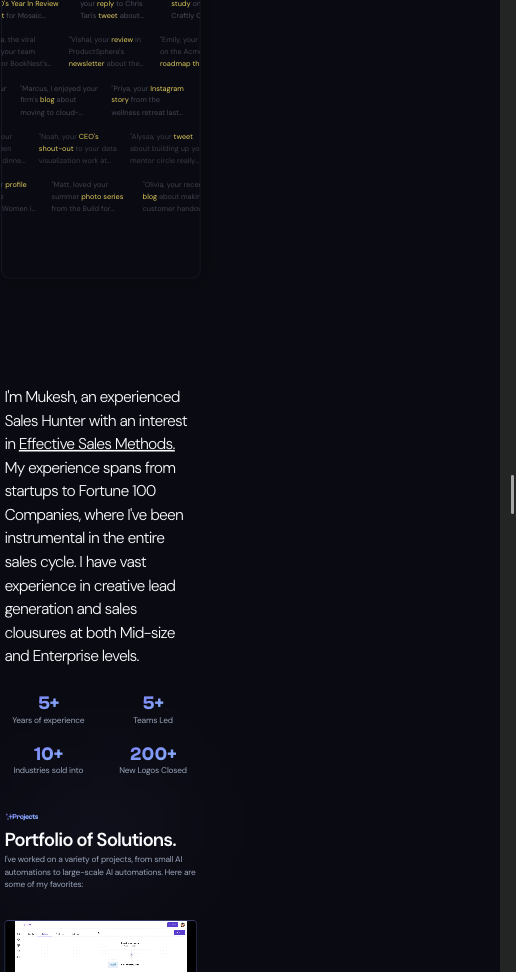 's Year In Review
your reply to Chris
study on
t for Mosaic...
Tan's tweet about...
Craftly C
a, the viral
"Vishal, your review in
"Emily, your
your team
ProductSphere's
on the Acm
or BookNest's...
newsletter about the...
roadmap th
ur
"Marcus, I enjoyed your
"Priya, your Instagram
firm's blog about
story from the
moving to cloud-...
wellness retreat last...
our
"Noah, your CEO's
"Alyssa, your tweet
en
shout-out to your data
about building yo
dinne...
visualization work at...
mentor circle really...
profile
"Matt, loved your
"Olivia, your recen
s
summer photo series
blog about makin
Women i...
from the Build for...
customer handov
I'm Mukesh, an experienced
Sales Hunter with an interest
in Effective Sales Methods.
My experience spans from
startups to Fortune 100
Companies, where I've been
instrumental in the entire
sales cycle. I have vast
experience in creative lead
generation and sales
clousures at both Mid-size
and Enterprise levels.
5+
5+
Years of experience
Teams Led
10+
200+
Industries sold into
New Logos Closed
Projects
Portfolio of Solutions.
I've worked on a variety of projects, from small AI
automations to large-scale AI automations. Here are
some of my favorites: